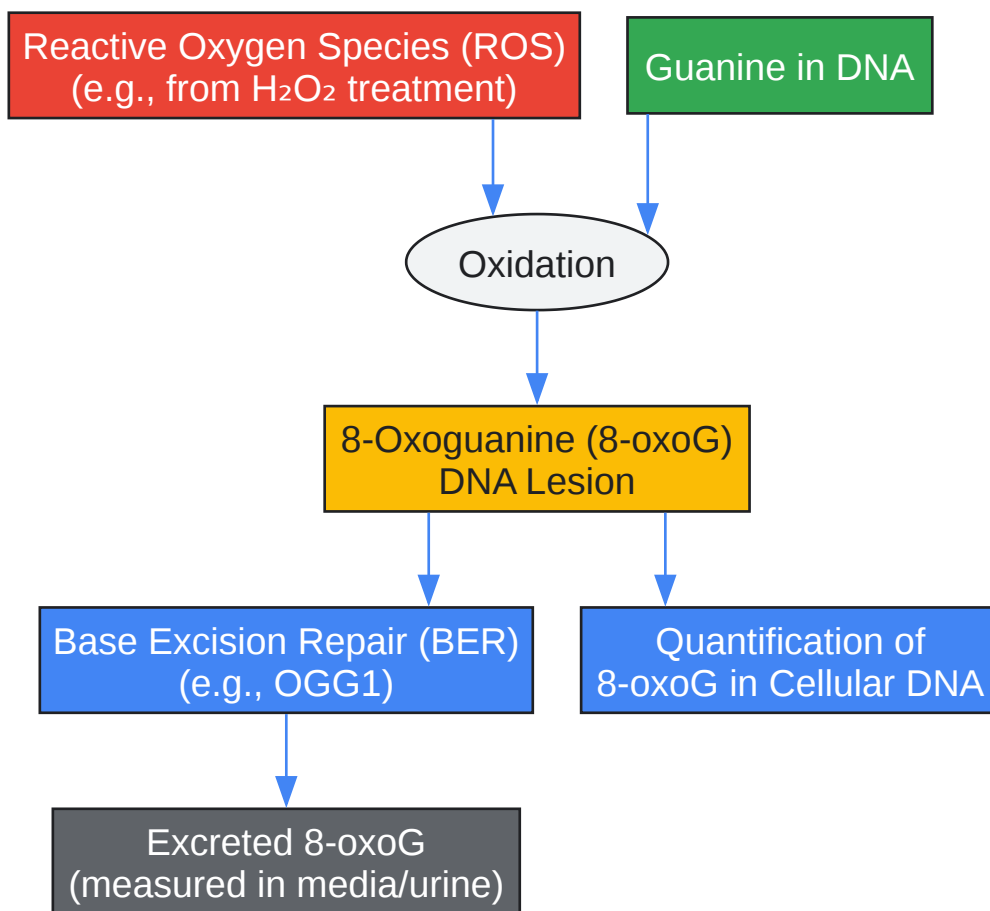 Reactive Oxygen Species (ROS)
(e.g., from H₂O₂ treatment)
Guanine in DNA
Oxidation
8-Oxoguanine (8-oxoG)
DNA Lesion
Base Excision Repair (BER)
(e.g., OGG1)
Quantification of
8-oxoG in Cellular DNA
Excreted 8-oxoG
(measured in media/urine)